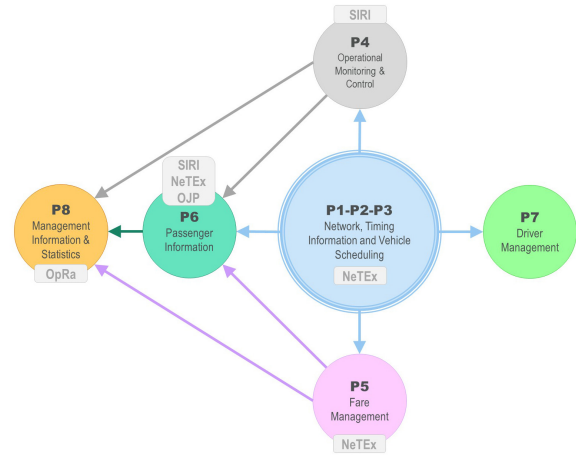 SIRI
P4
Operational
Monitoring &
Control
SIRI
NeTEx
OJP
P6
Passenger
Information
P8
Management
Information &
Statistics
OpRa
P1-P2-P3
Network, Timing
Information and Vehicle
Scheduling
NeTEx
P7
Driver
Management
P5
Fare
Management
NeTEx